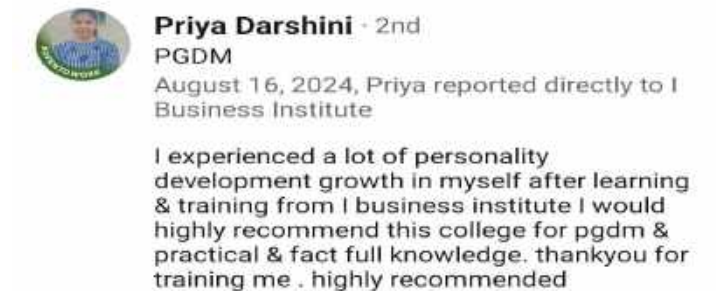 Priya Darshini · 2nd
PGDM
August 16, 2024, Priya reported directly to I
Business Institute
I experienced a lot of personality
development growth in myself after learning
& training from I business institute I would
highly recommend this college for pgdm &
practical & fact full knowledge. thankyou for
training me . highly recommended